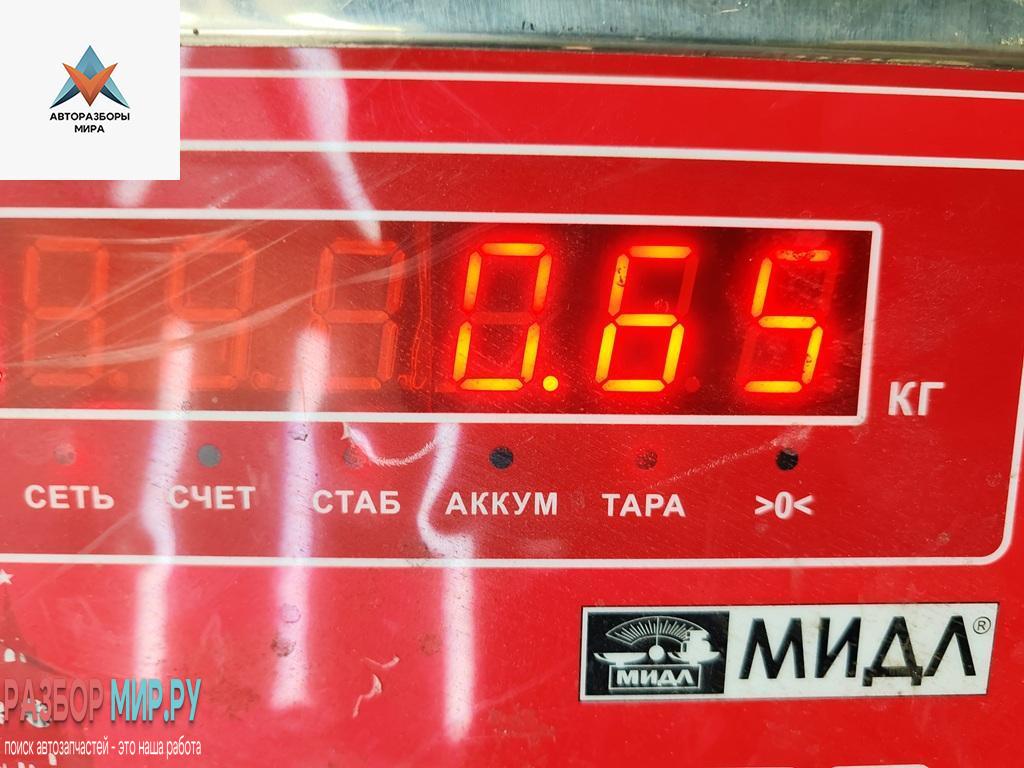 АВТОРАЗБОРЫ
МИРА
0.65
КГ
СЕТЬ СЧЕТ СТАБ АККУМ ТАРА >0<
МИДЛ МИДЛ®
РАЗБОР МИР.РУ
поиск автозапчастей - это наша работа